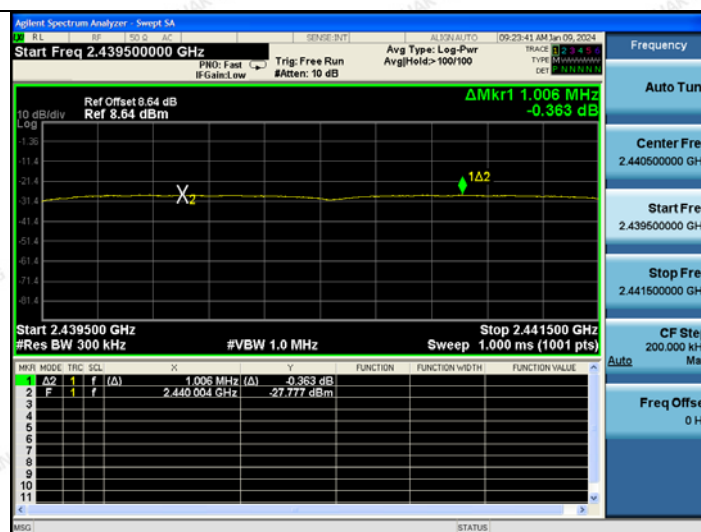 Agilent Spectrum Analyzer - Swept SA
RL RF 50 Ω AC SENSE:INT ALIGN AUTO 09:23:41 AM Jan 09, 2024
Start Freq 2.439500000 GHz
PNO: Fast
IFGain:Low
Trig: Free Run
#Atten: 10 dB
Avg Type: Log-Pwr
Avg|Hold:>100/100
TRACE 1 2 3 4 5 6
TYPE M W W W W W
DET P N N N N N
Ref Offset 8.64 dB
Ref 8.64 dBm
10 dB/div
Log
ΔMkr1 1.006 MHz
-0.363 dB
-1.36
-11.4
-21.4
-31.4
-41.4
-51.4
-61.4
-71.4
-81.4
X2
1Δ2
Start 2.439500 GHz Stop 2.441500 GHz
#Res BW 300 kHz #VBW 1.0 MHz Sweep 1.000 ms (1001 pts)
MKR MODE TRC SCL X Y FUNCTION FUNCTION WIDTH FUNCTION VALUE
1 Δ2 1 f (Δ) 1.006 MHz (Δ) -0.363 dB
2 F 1 f 2.440 004 GHz -27.777 dBm
3
4
5
6
7
8
9
10
11
MSG STATUS
Frequency
Auto Tun
Center Fre
2.440500000 GH
Start Fre
2.439500000 GH
Stop Fre
2.441500000 GH
CF Ste
200.000 kH
Auto Ma
Freq Offse
0 H